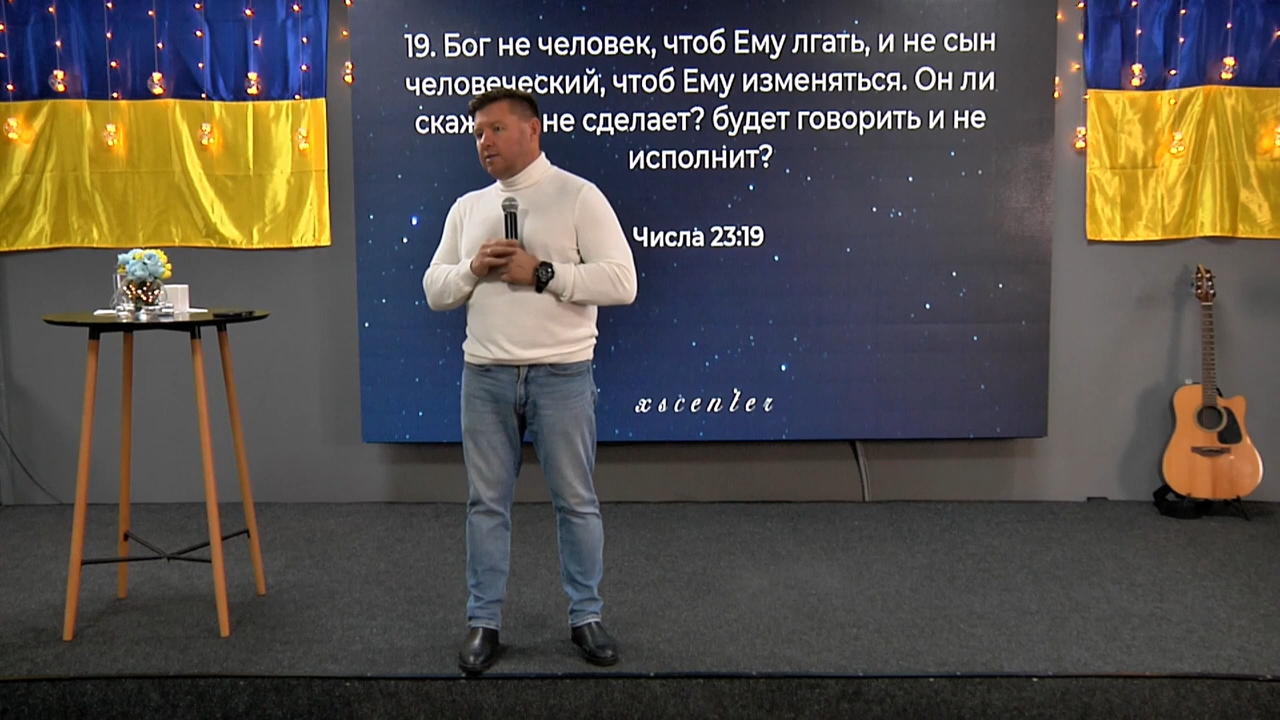 19. Бог не человек, чтоб Ему лгать, и не сын
человеческий, чтоб Ему изменяться. Он ли
не сделает? будет говорить и не
исполнит?
Числа 23:19
xscenter